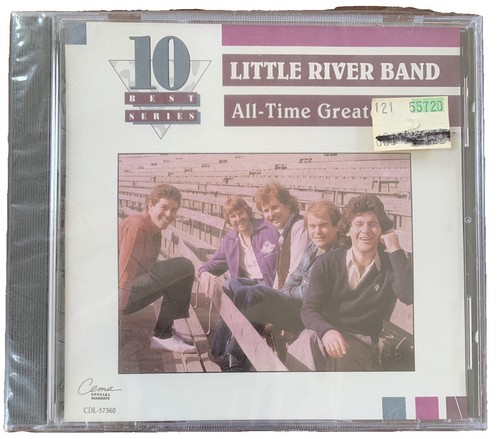 10
BEST
SERIES
LITTLE RIVER BAND
All-Time Greate
121 55720
Cema
SPECIAL
MARKETS
CDL-57360